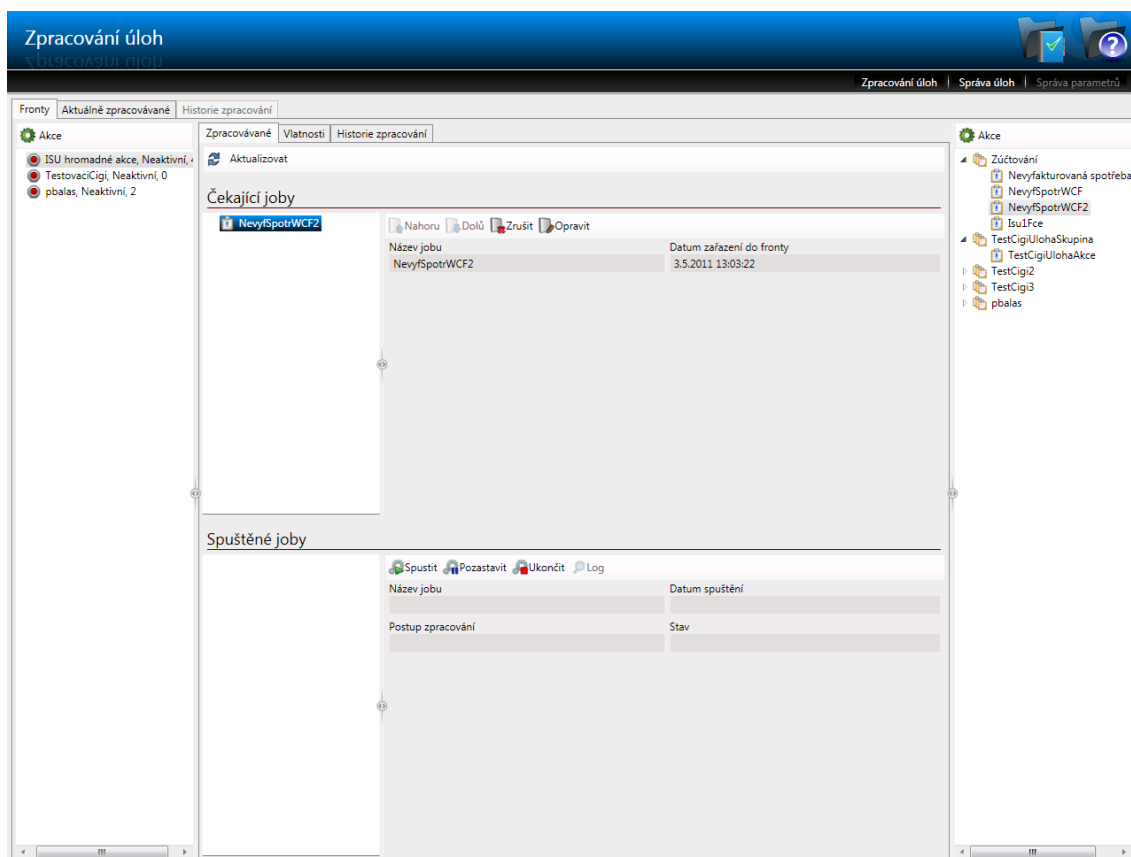 Zpracování úloh
Zpracování úloh Správa úloh Správa parametrů
Fronty Aktuálně zpracovávané Historie zpracování
Akce
ISU hromadné akce, Neaktivní,
TestovaciCigi, Neaktivní, 0
pbalas, Neaktivní, 2
Zpracovávané Vlatnosti Historie zpracování
Aktualizovat
Čekající joby
NevyfSpotrWCF2
Nahoru Dolů Zrušit Opravit
Název jobu Datum zařazení do fronty
NevyfSpotrWCF2 3.5.2011 13:03:22
Spuštěné joby
Spustit Pozastavit Ukončit Log
Název jobu Datum spuštění
Postup zpracování Stav
Akce
Zúčtování
Nevyfakturovaná spotřeba
NevyfSpotrWCF
NevyfSpotrWCF2
Isu1Fce
TestCigiUlohaSkupina
TestCigiUlohaAkce
TestCigi2
TestCigi3
pbalas